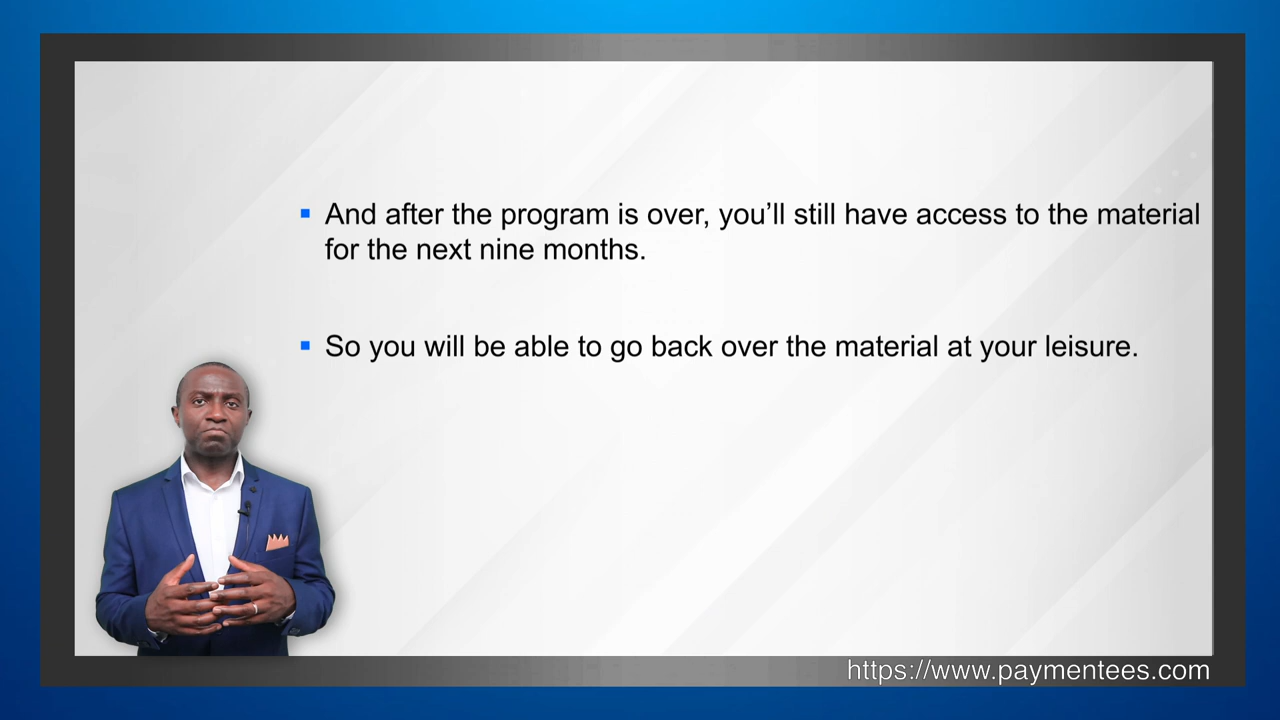 And after the program is over, you’ll still have access to the material
for the next nine months.
So you will be able to go back over the material at your leisure.
https://www.paymentees.com